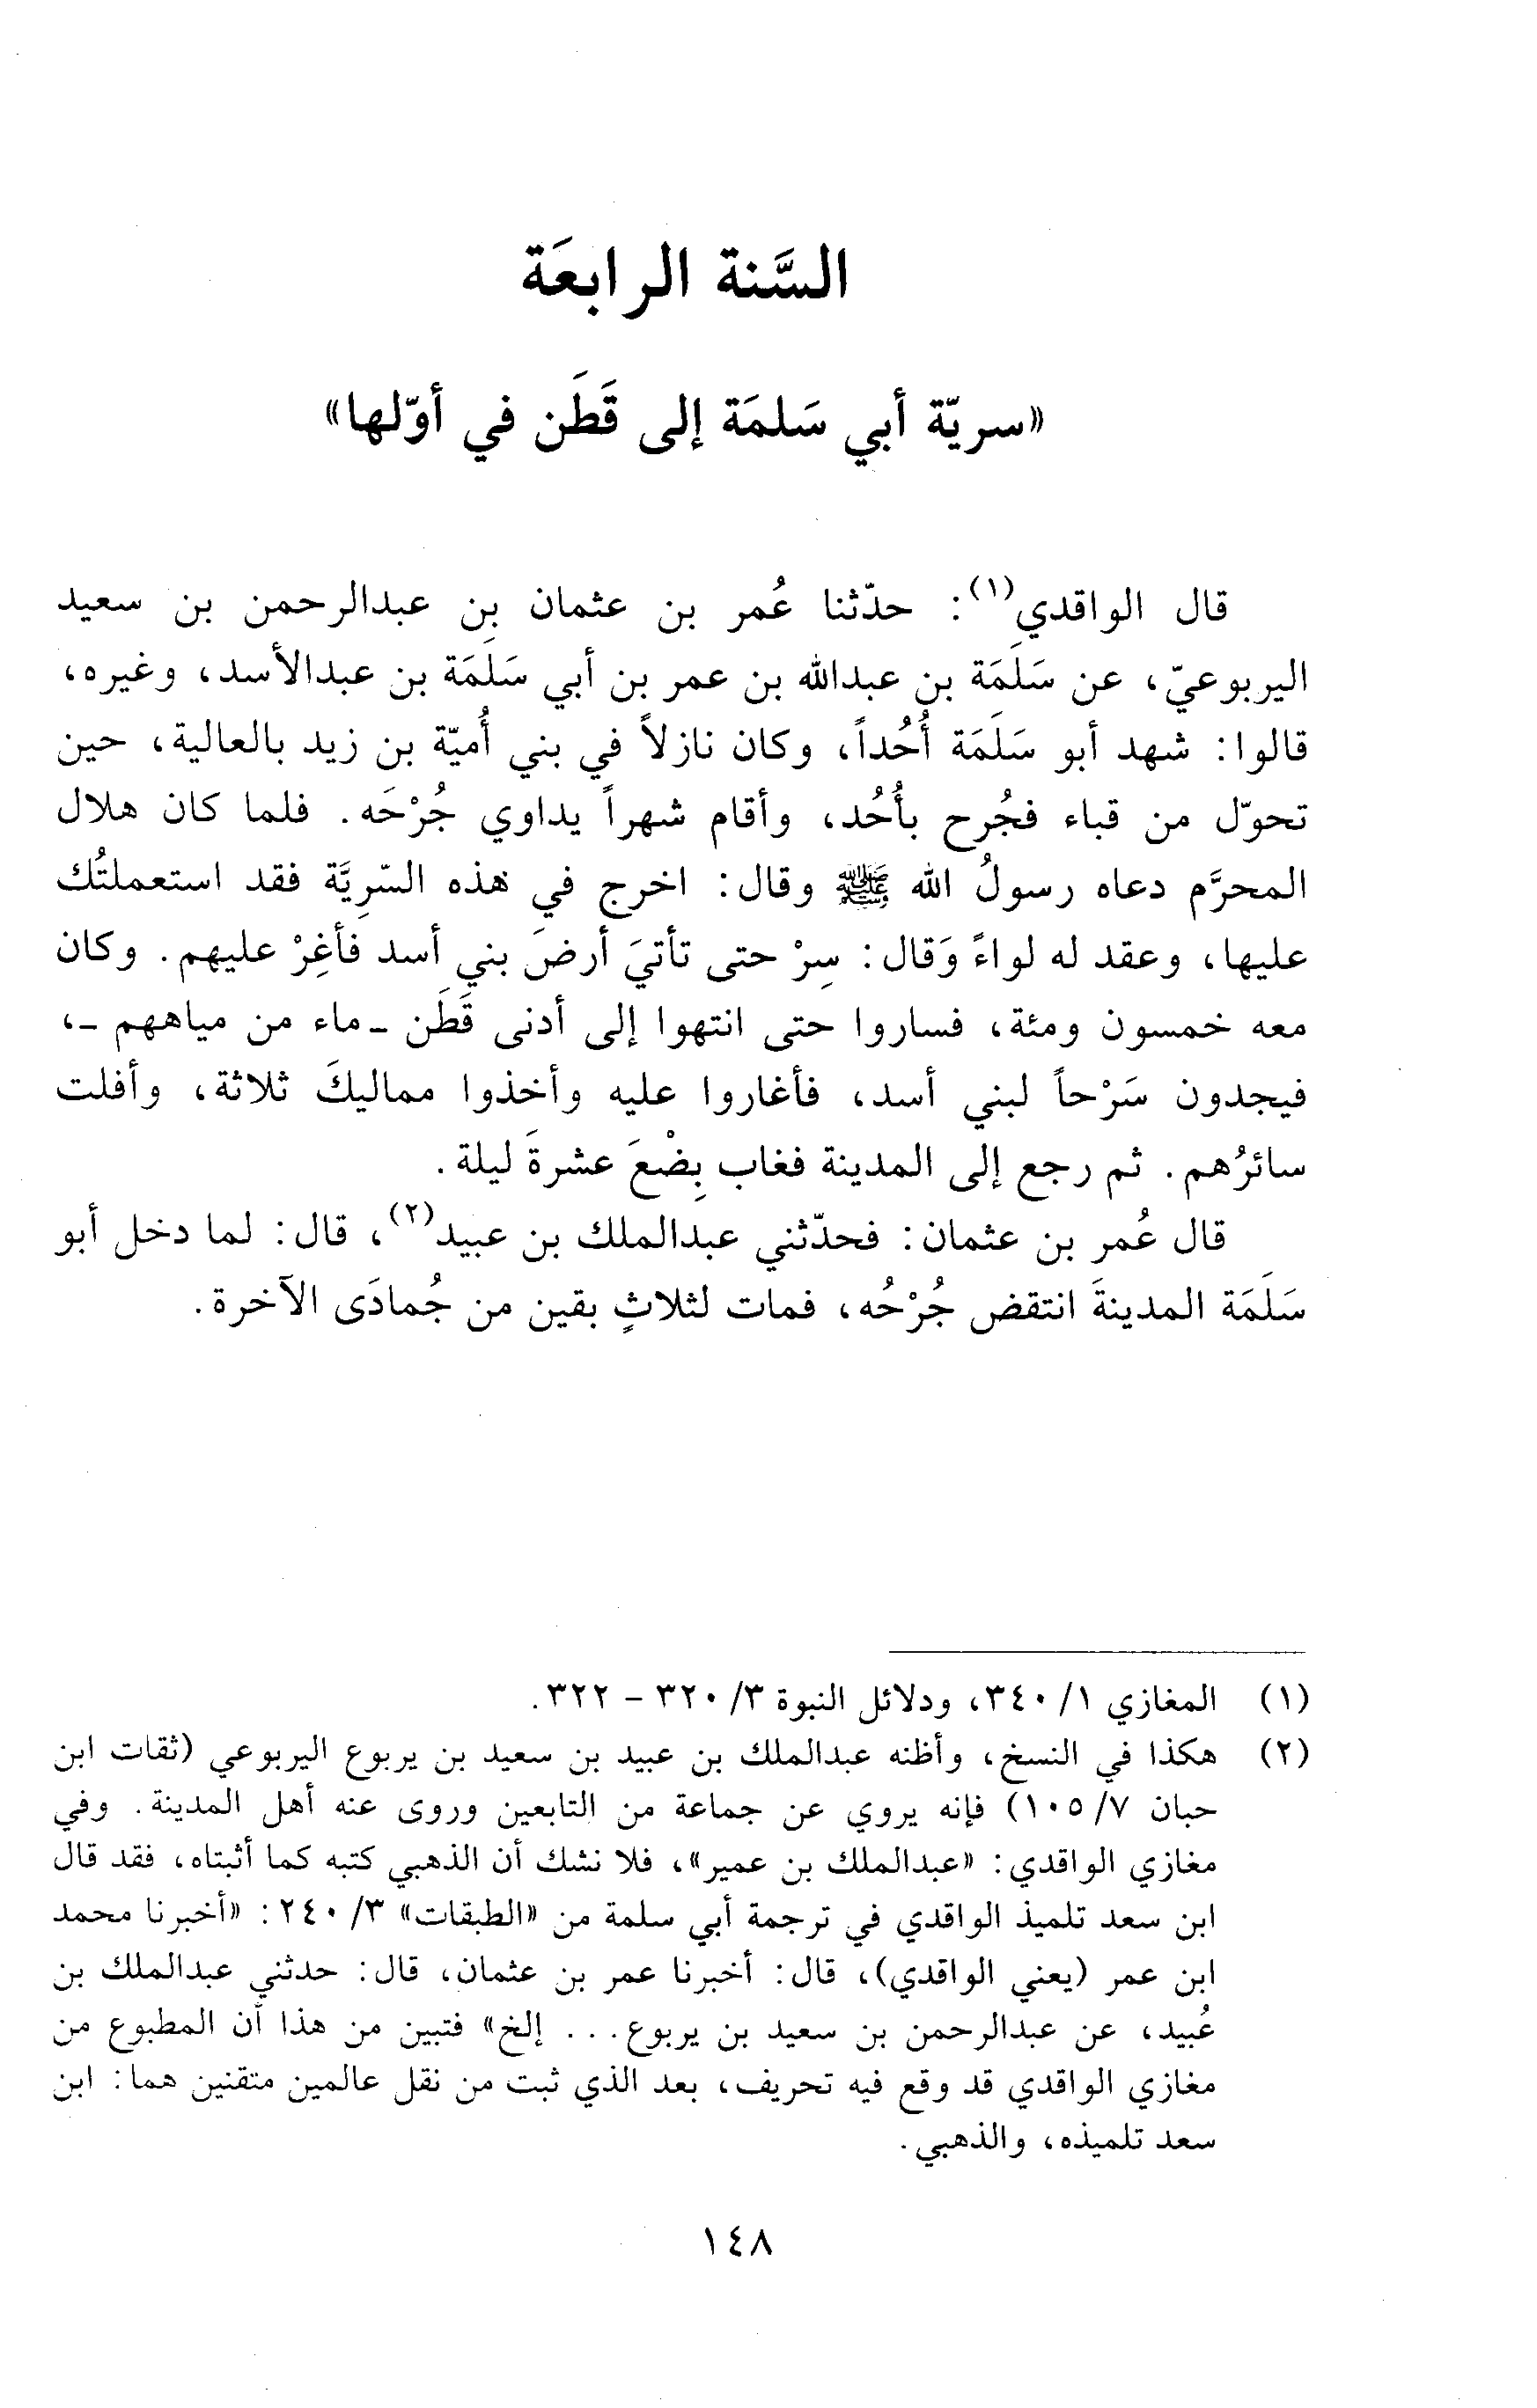 السَّنة الرابعَة
«سريّة أبي سَلمَة إلى قَطَن في أوّلها»
قال الواقدي(١): حدّثنا عُمر بن عثمان بن عبدالرحمن بن سعيد
اليربوعيّ، عن سَلَمَة بن عبدالله بن عمر بن أبي سَلَمَة بن عبدالأسد، وغيره،
قالوا: شهد أبو سَلَمَة أُحُداً، وكان نازلاً في بني أُميّة بن زيد بالعالية، حين
تحوّل من قباء فجُرح بأُحُد، وأقام شهراً يداوي جُرْحَه. فلما كان هلال
المحرَّم دعاه رسولُ الله ﷺ وقال: اخرج في هذه السّرِيَّة فقد استعملتُك
عليها، وعقد له لواءً وَقال: سِرْ حتى تأتيَ أرضَ بني أسد فأَغِرْ عليهم. وكان
معه خمسون ومئة، فساروا حتى انتهوا إلى أدنى قَطَن -ماء من مياههم-،
فيجدون سَرْحاً لبني أسد، فأغاروا عليه وأخذوا مماليكَ ثلاثة، وأفلت
سائرُهم. ثم رجع إلى المدينة فغاب بِضْعَ عشرةَ ليلة.
قال عُمر بن عثمان: فحدّثني عبدالملك بن عبيد(٢)، قال: لما دخل أبو
سَلَمَة المدينةَ انتقض جُرْحُه، فمات لثلاثٍ بقين من جُمادَى الآخرة.
(١) المغازي ١/ ٣٤٠، ودلائل النبوة ٣/ ٣٢٠ - ٣٢٢.
(٢) هكذا في النسخ، وأظنه عبدالملك بن عبيد بن سعيد بن يربوع اليربوعي (ثقات ابن
حبان ٧/ ١٠٥) فإنه يروي عن جماعة من التابعين وروى عنه أهل المدينة. وفي
مغازي الواقدي: «عبدالملك بن عمير»، فلا نشك أن الذهبي كتبه كما أثبتاه، فقد قال
ابن سعد تلميذ الواقدي في ترجمة أبي سلمة من «الطبقات» ٣/ ٢٤٠: «أخبرنا محمد
ابن عمر (يعني الواقدي)، قال: أخبرنا عمر بن عثمان، قال: حدثني عبدالملك بن
عُبيد، عن عبدالرحمن بن سعيد بن يربوع... إلخ» فتبين من هذا أن المطبوع من
مغازي الواقدي قد وقع فيه تحريف، بعد الذي ثبت من نقل عالمين متقنين هما: ابن
سعد تلميذه، والذهبي.
١٤٨